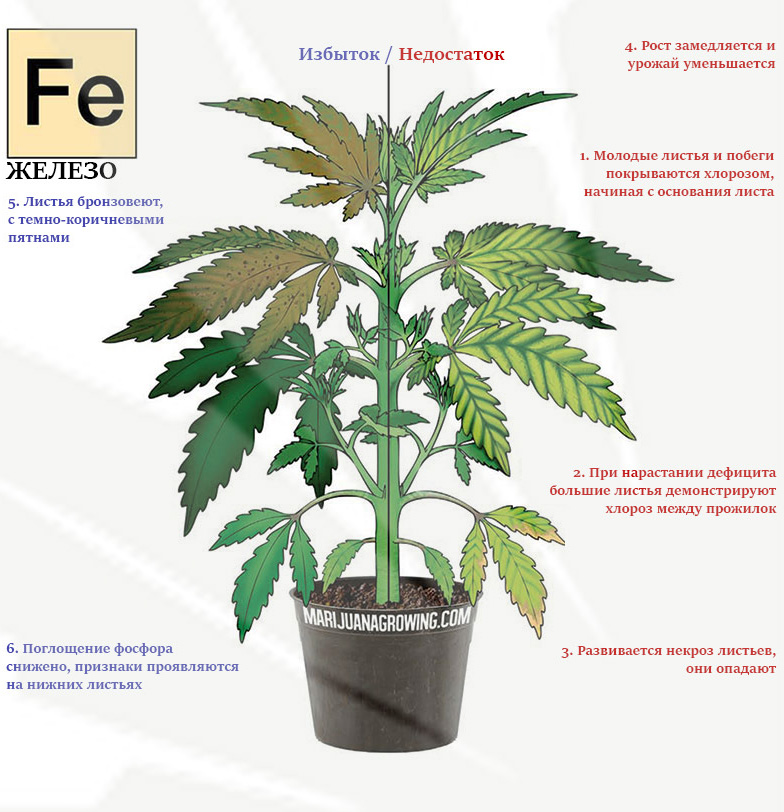 Fe
ЖЕЛЕЗО
Избыток / Недостаток
4. Рост замедляется и
урожай уменьшается
1. Молодые листья и побеги
покрываются хлорозом,
начиная с основания листа
5. Листья бронзовеют,
с темно-коричневыми
пятнами
2. При нарастании дефицита
большие листья демонстрируют
хлороз между прожилок
MARIJUANAGROWING.COM
6. Поглощение фосфора
снижено, признаки проявляются
на нижних листьях
3. Развивается некроз листьев,
они опадают